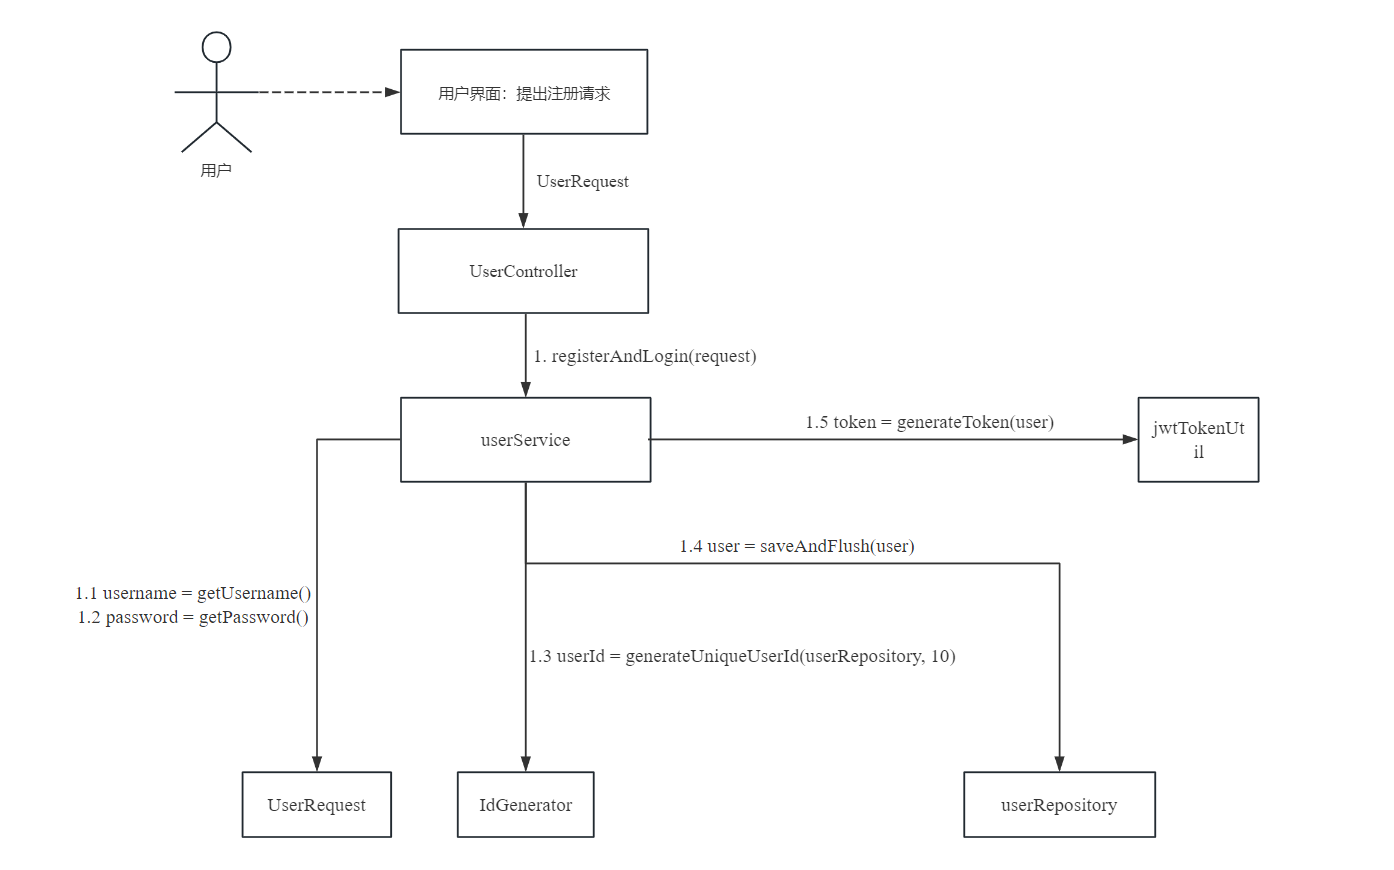 用户界面：提出注册请求
用户
UserRequest
UserController
1. registerAndLogin(request)
userService
1.5 token = generateToken(user)
jwtTokenUt
il
1.4 user = saveAndFlush(user)
1.1 username = getUsername()
1.2 password = getPassword()
1.3 userId = generateUniqueUserId(userRepository, 10)
UserRequest
IdGenerator
userRepository